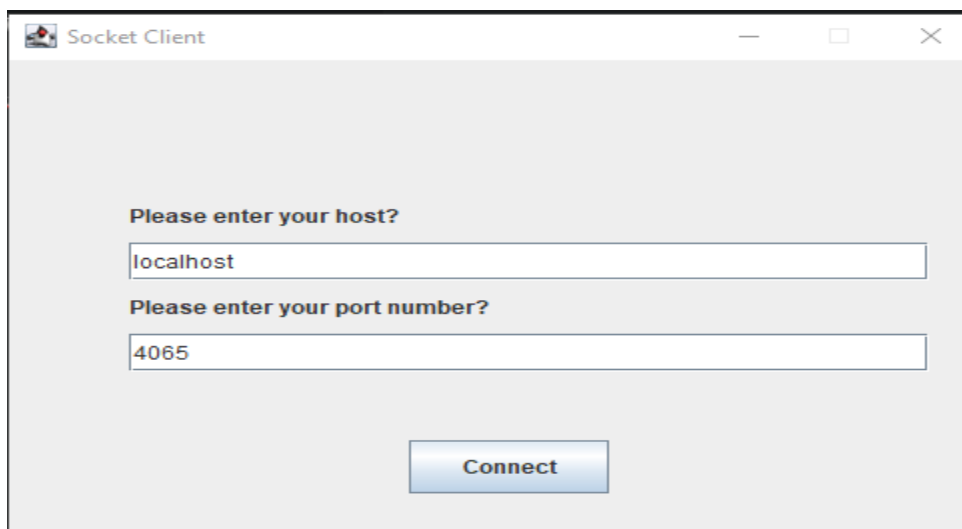 Socket Client
Please enter your host?
localhost
Please enter your port number?
4065
Connect